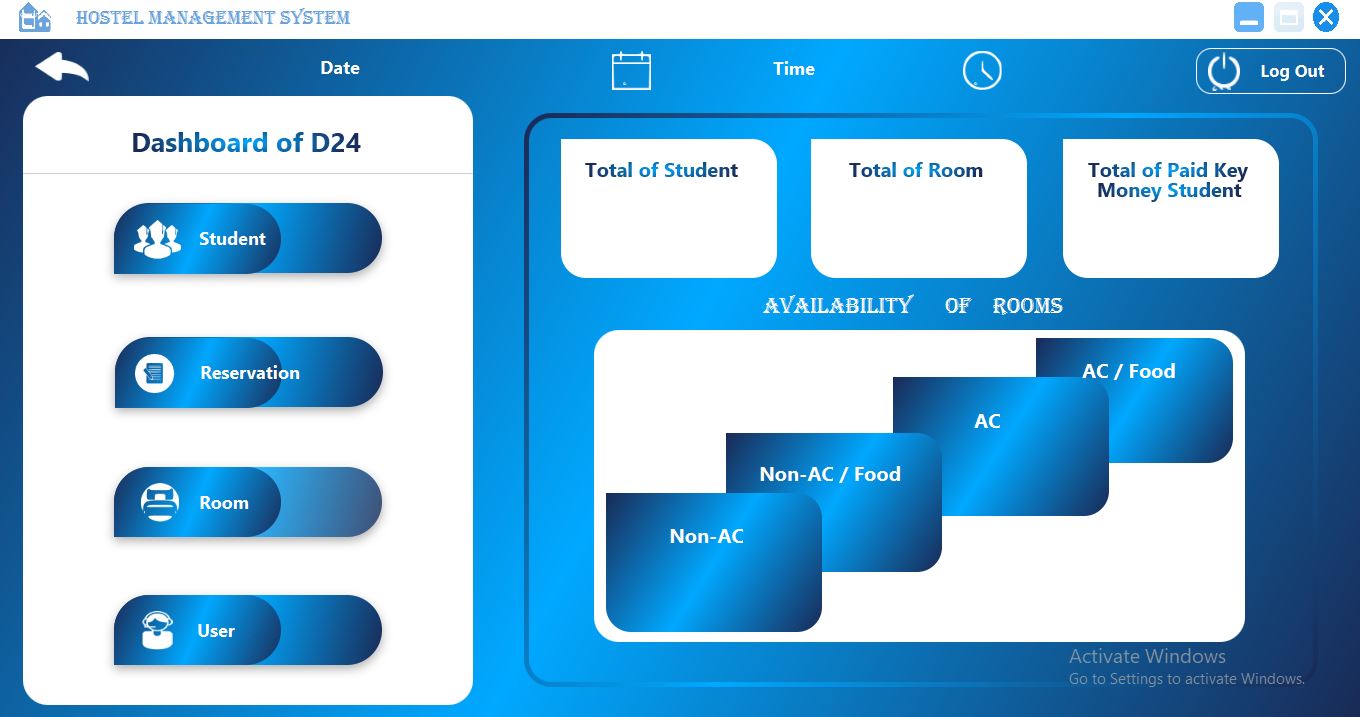 HOSTEL MANAGEMENT SYSTEM
Date
Time
Log Out
Dashboard of D24
Student
Reservation
Room
User
Total of Student
Total of Room
Total of Paid Key
Money Student
AVAILABILITY OF ROOMS
AC / Food
AC
Non-AC / Food
Non-AC
Activate Windows
Go to Settings to activate Windows.